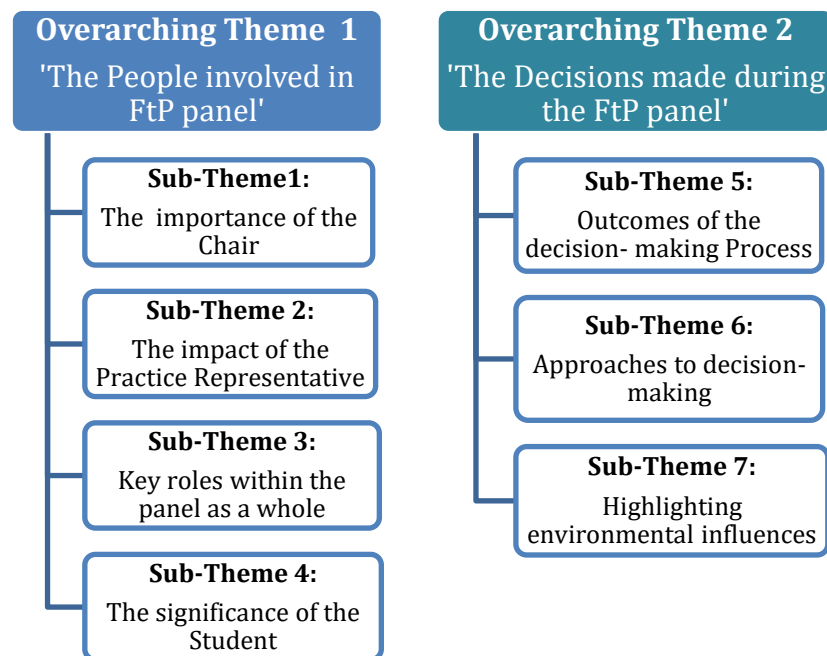 Overarching Theme 1
'The People involved in
FtP panel'
Sub-Theme1:
The importance of the
Chair
Sub-Theme 2:
The impact of the
Practice Representative
Sub-Theme 3:
Key roles within the
panel as a whole
Sub-Theme 4:
The significance of the
Student
Overarching Theme 2
'The Decisions made during
the FtP panel'
Sub-Theme 5:
Outcomes of the
decision- making Process
Sub-Theme 6:
Approaches to decision-
making
Sub-Theme 7:
Highlighting
environmental influences